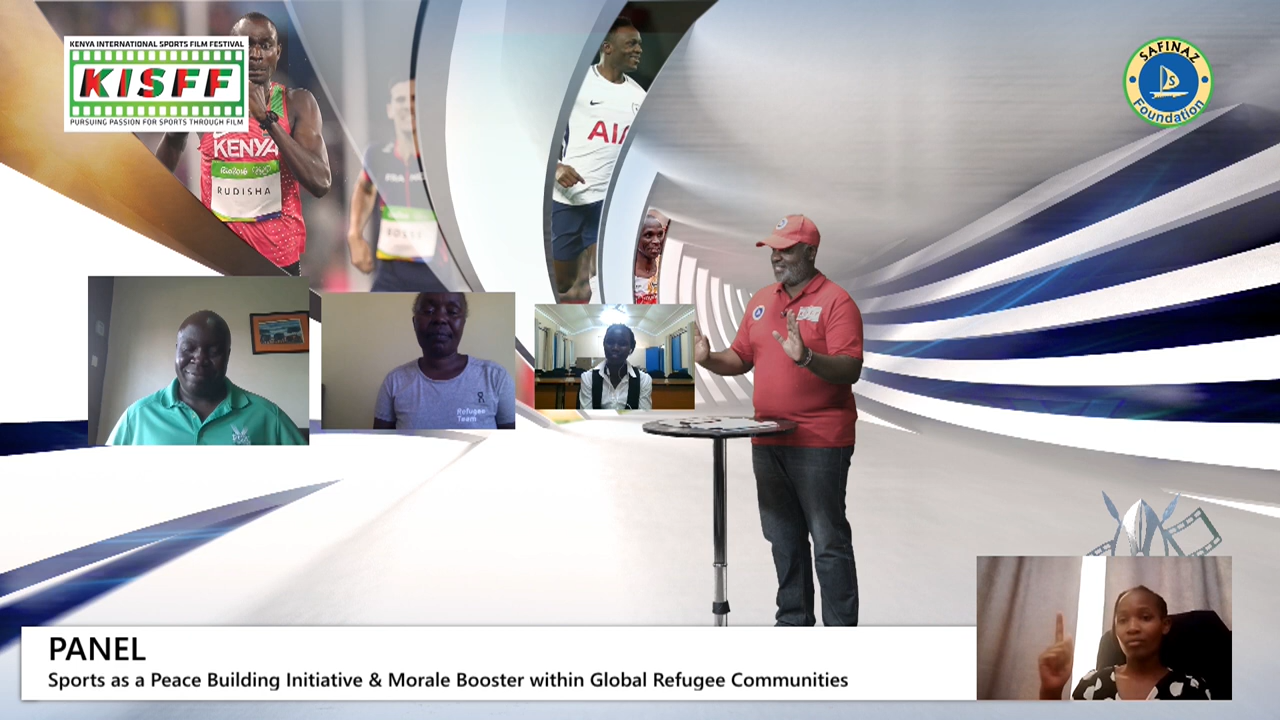 KENYA INTERNATIONAL SPORTS FILM FESTIVAL
KISFF
PURSUING PASSION FOR SPORTS THROUGH FILM
KENYA
Rio2016
RUDISHA
AIA
SAFINAZ
S
Foundation
Refugee
Team
PANEL
Sports as a Peace Building Initiative & Morale Booster within Global Refugee Communities